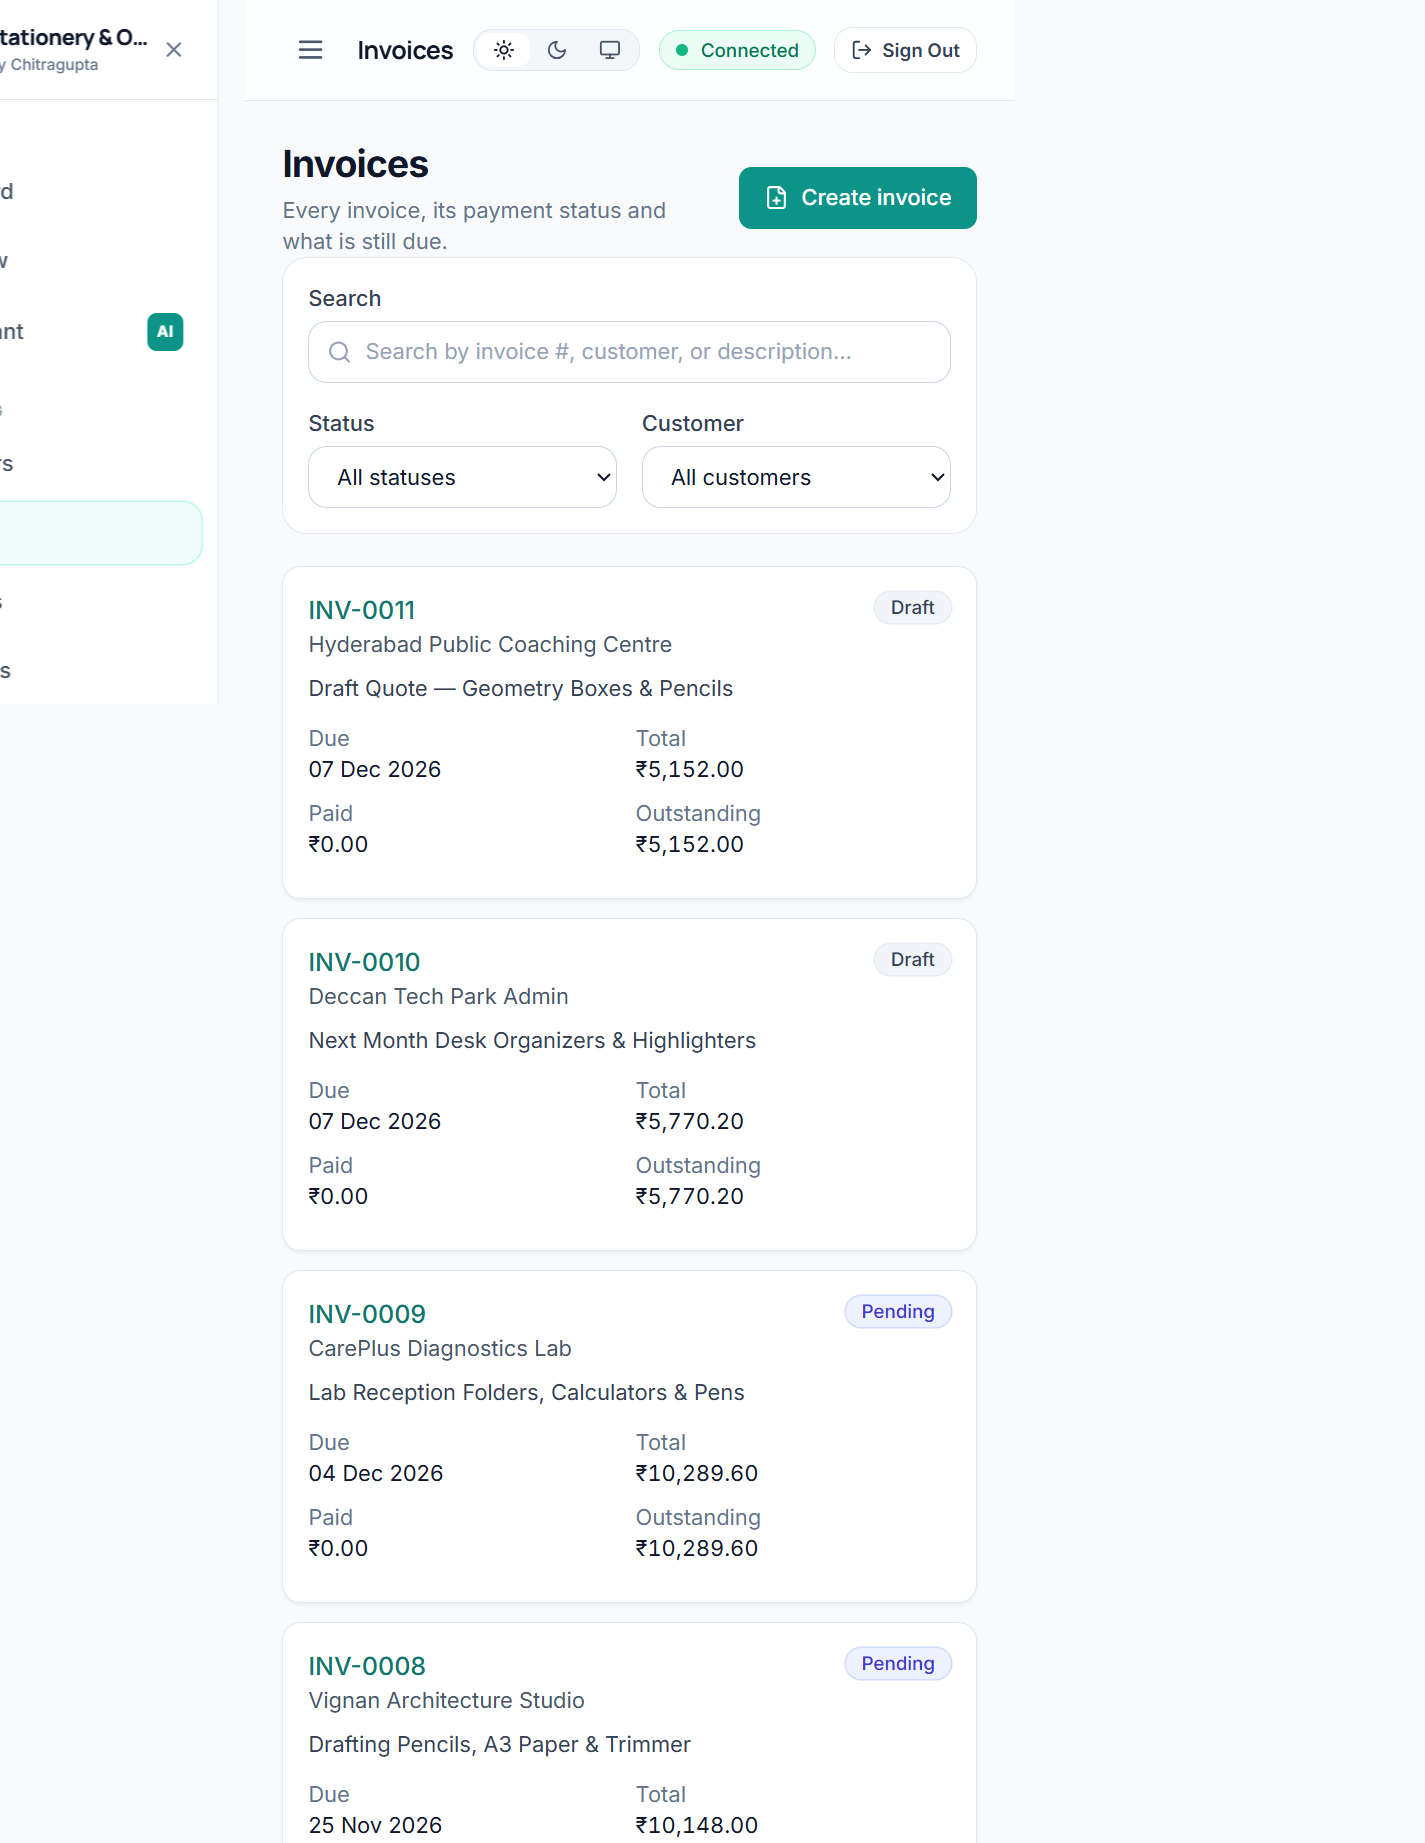 tationery & O...
y Chitragupta
d
w
ant
AI
rs
s
s
Invoices
Connected
Sign Out
Invoices
Every invoice, its payment status and
what is still due.
Create invoice
Search
Search by invoice #, customer, or description...
Status
Customer
All statuses
All customers
INV-0011
Draft
Hyderabad Public Coaching Centre
Draft Quote — Geometry Boxes & Pencils
Due
Total
07 Dec 2026
₹5,152.00
Paid
Outstanding
₹0.00
₹5,152.00
INV-0010
Draft
Deccan Tech Park Admin
Next Month Desk Organizers & Highlighters
Due
Total
07 Dec 2026
₹5,770.20
Paid
Outstanding
₹0.00
₹5,770.20
INV-0009
Pending
CarePlus Diagnostics Lab
Lab Reception Folders, Calculators & Pens
Due
Total
04 Dec 2026
₹10,289.60
Paid
Outstanding
₹0.00
₹10,289.60
INV-0008
Pending
Vignan Architecture Studio
Drafting Pencils, A3 Paper & Trimmer
Due
Total
25 Nov 2026
₹10,148.00